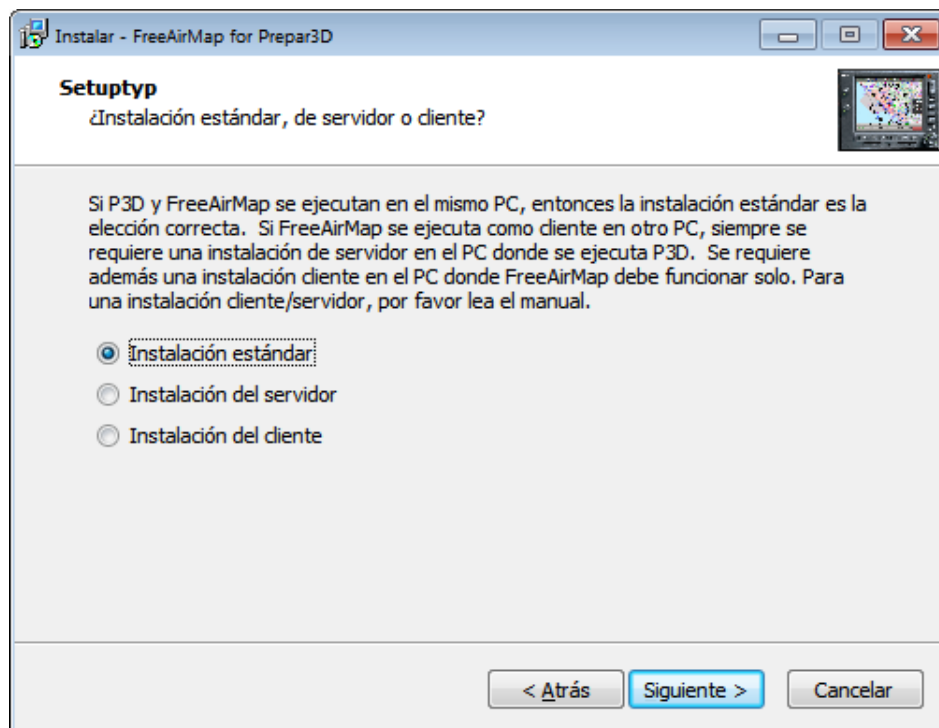 Instalar - FreeAirMap for Prepar3D
Setuptyp
¿Instalación estándar, de servidor o cliente?
Si P3D y FreeAirMap se ejecutan en el mismo PC, entonces la instalación estándar es la
elección correcta.  Si FreeAirMap se ejecuta como cliente en otro PC, siempre se
requiere una instalación de servidor en el PC donde se ejecuta P3D.  Se requiere
además una instalación cliente en el PC donde FreeAirMap debe funcionar solo. Para
una instalación cliente/servidor, por favor lea el manual.
Instalación estándar
Instalación del servidor
Instalación del cliente
< Atrás
Siguiente >
Cancelar